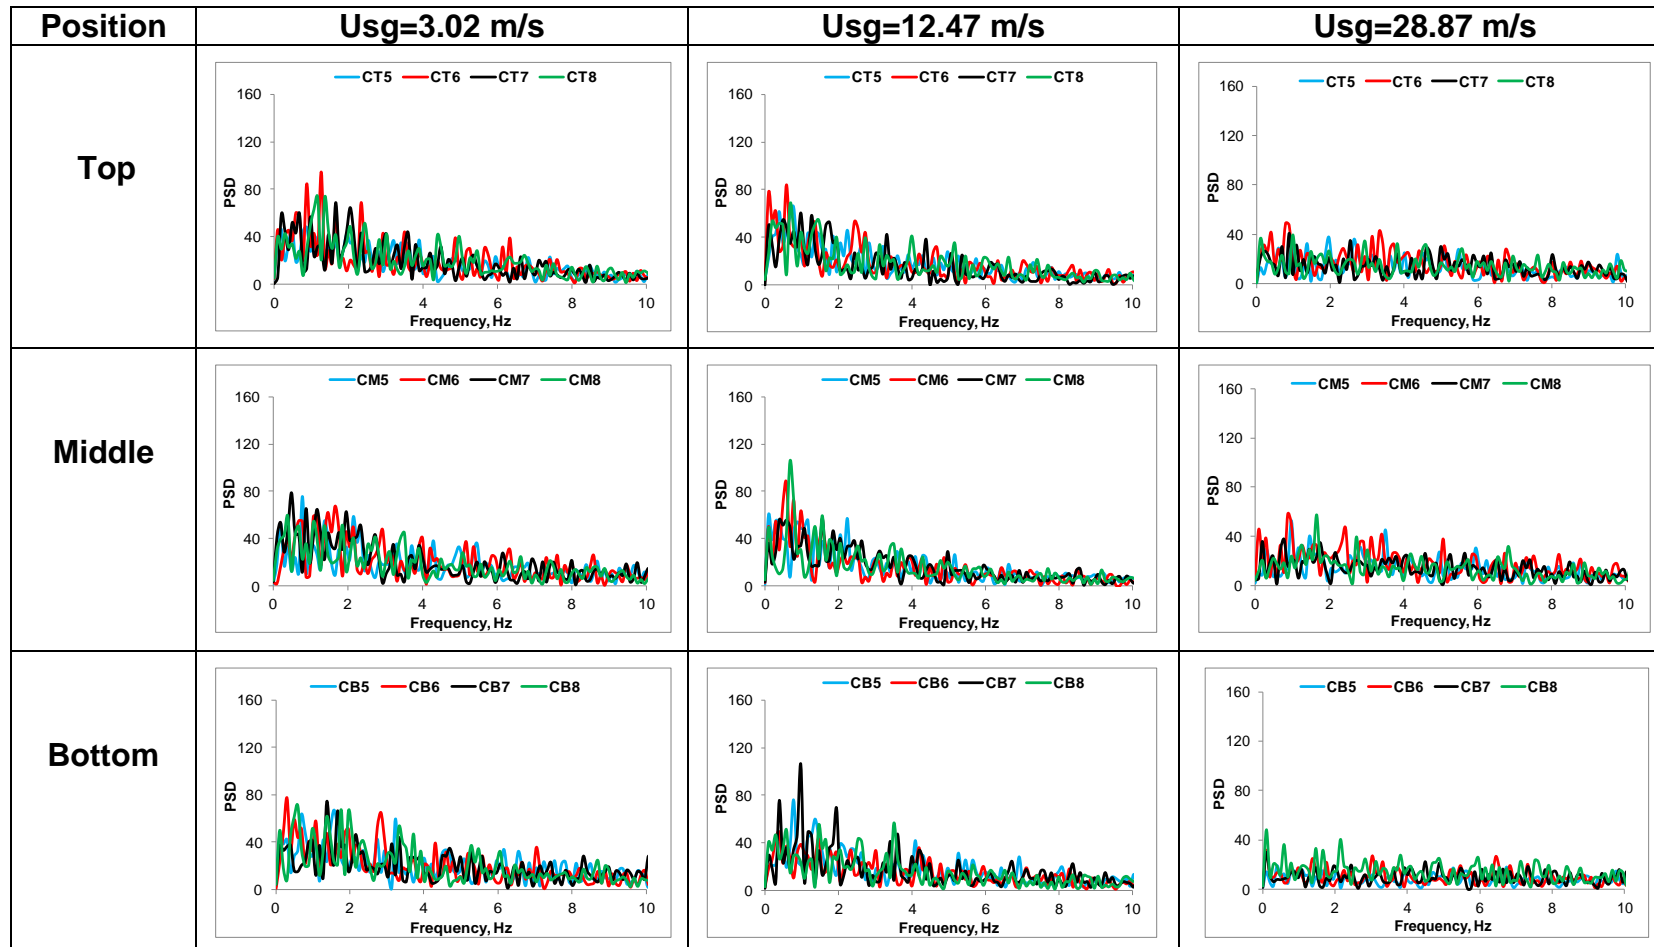 Position Usg=3.02 m/s Usg=12.47 m/s Usg=28.87 m/s
Top
CT5 CT6 CT7 CT8
160
120
80
40
0
PSD
0 2 4 6 8 10
Frequency, Hz
CT5 CT6 CT7 CT8
160
120
80
40
0
PSD
0 2 4 6 8 10
Frequency, Hz
CT5 CT6 CT7 CT8
160
120
80
40
0
PSD
0 2 4 6 8 10
Frequency, Hz
Middle
CM5 CM6 CM7 CM8
160
120
80
40
0
PSD
0 2 4 6 8 10
Frequency, Hz
CM5 CM6 CM7 CM8
160
120
80
40
0
PSD
0 2 4 6 8 10
Frequency, Hz
CM5 CM6 CM7 CM8
160
120
80
40
0
PSD
0 2 4 6 8 10
Frequency, Hz
Bottom
CB5 CB6 CB7 CB8
160
120
80
40
0
PSD
0 2 4 6 8 10
Frequency, Hz
CB5 CB6 CB7 CB8
160
120
80
40
0
PSD
0 2 4 6 8 10
Frequency, Hz
CB5 CB6 CB7 CB8
160
120
80
40
0
PSD
0 2 4 6 8 10
Frequency, Hz